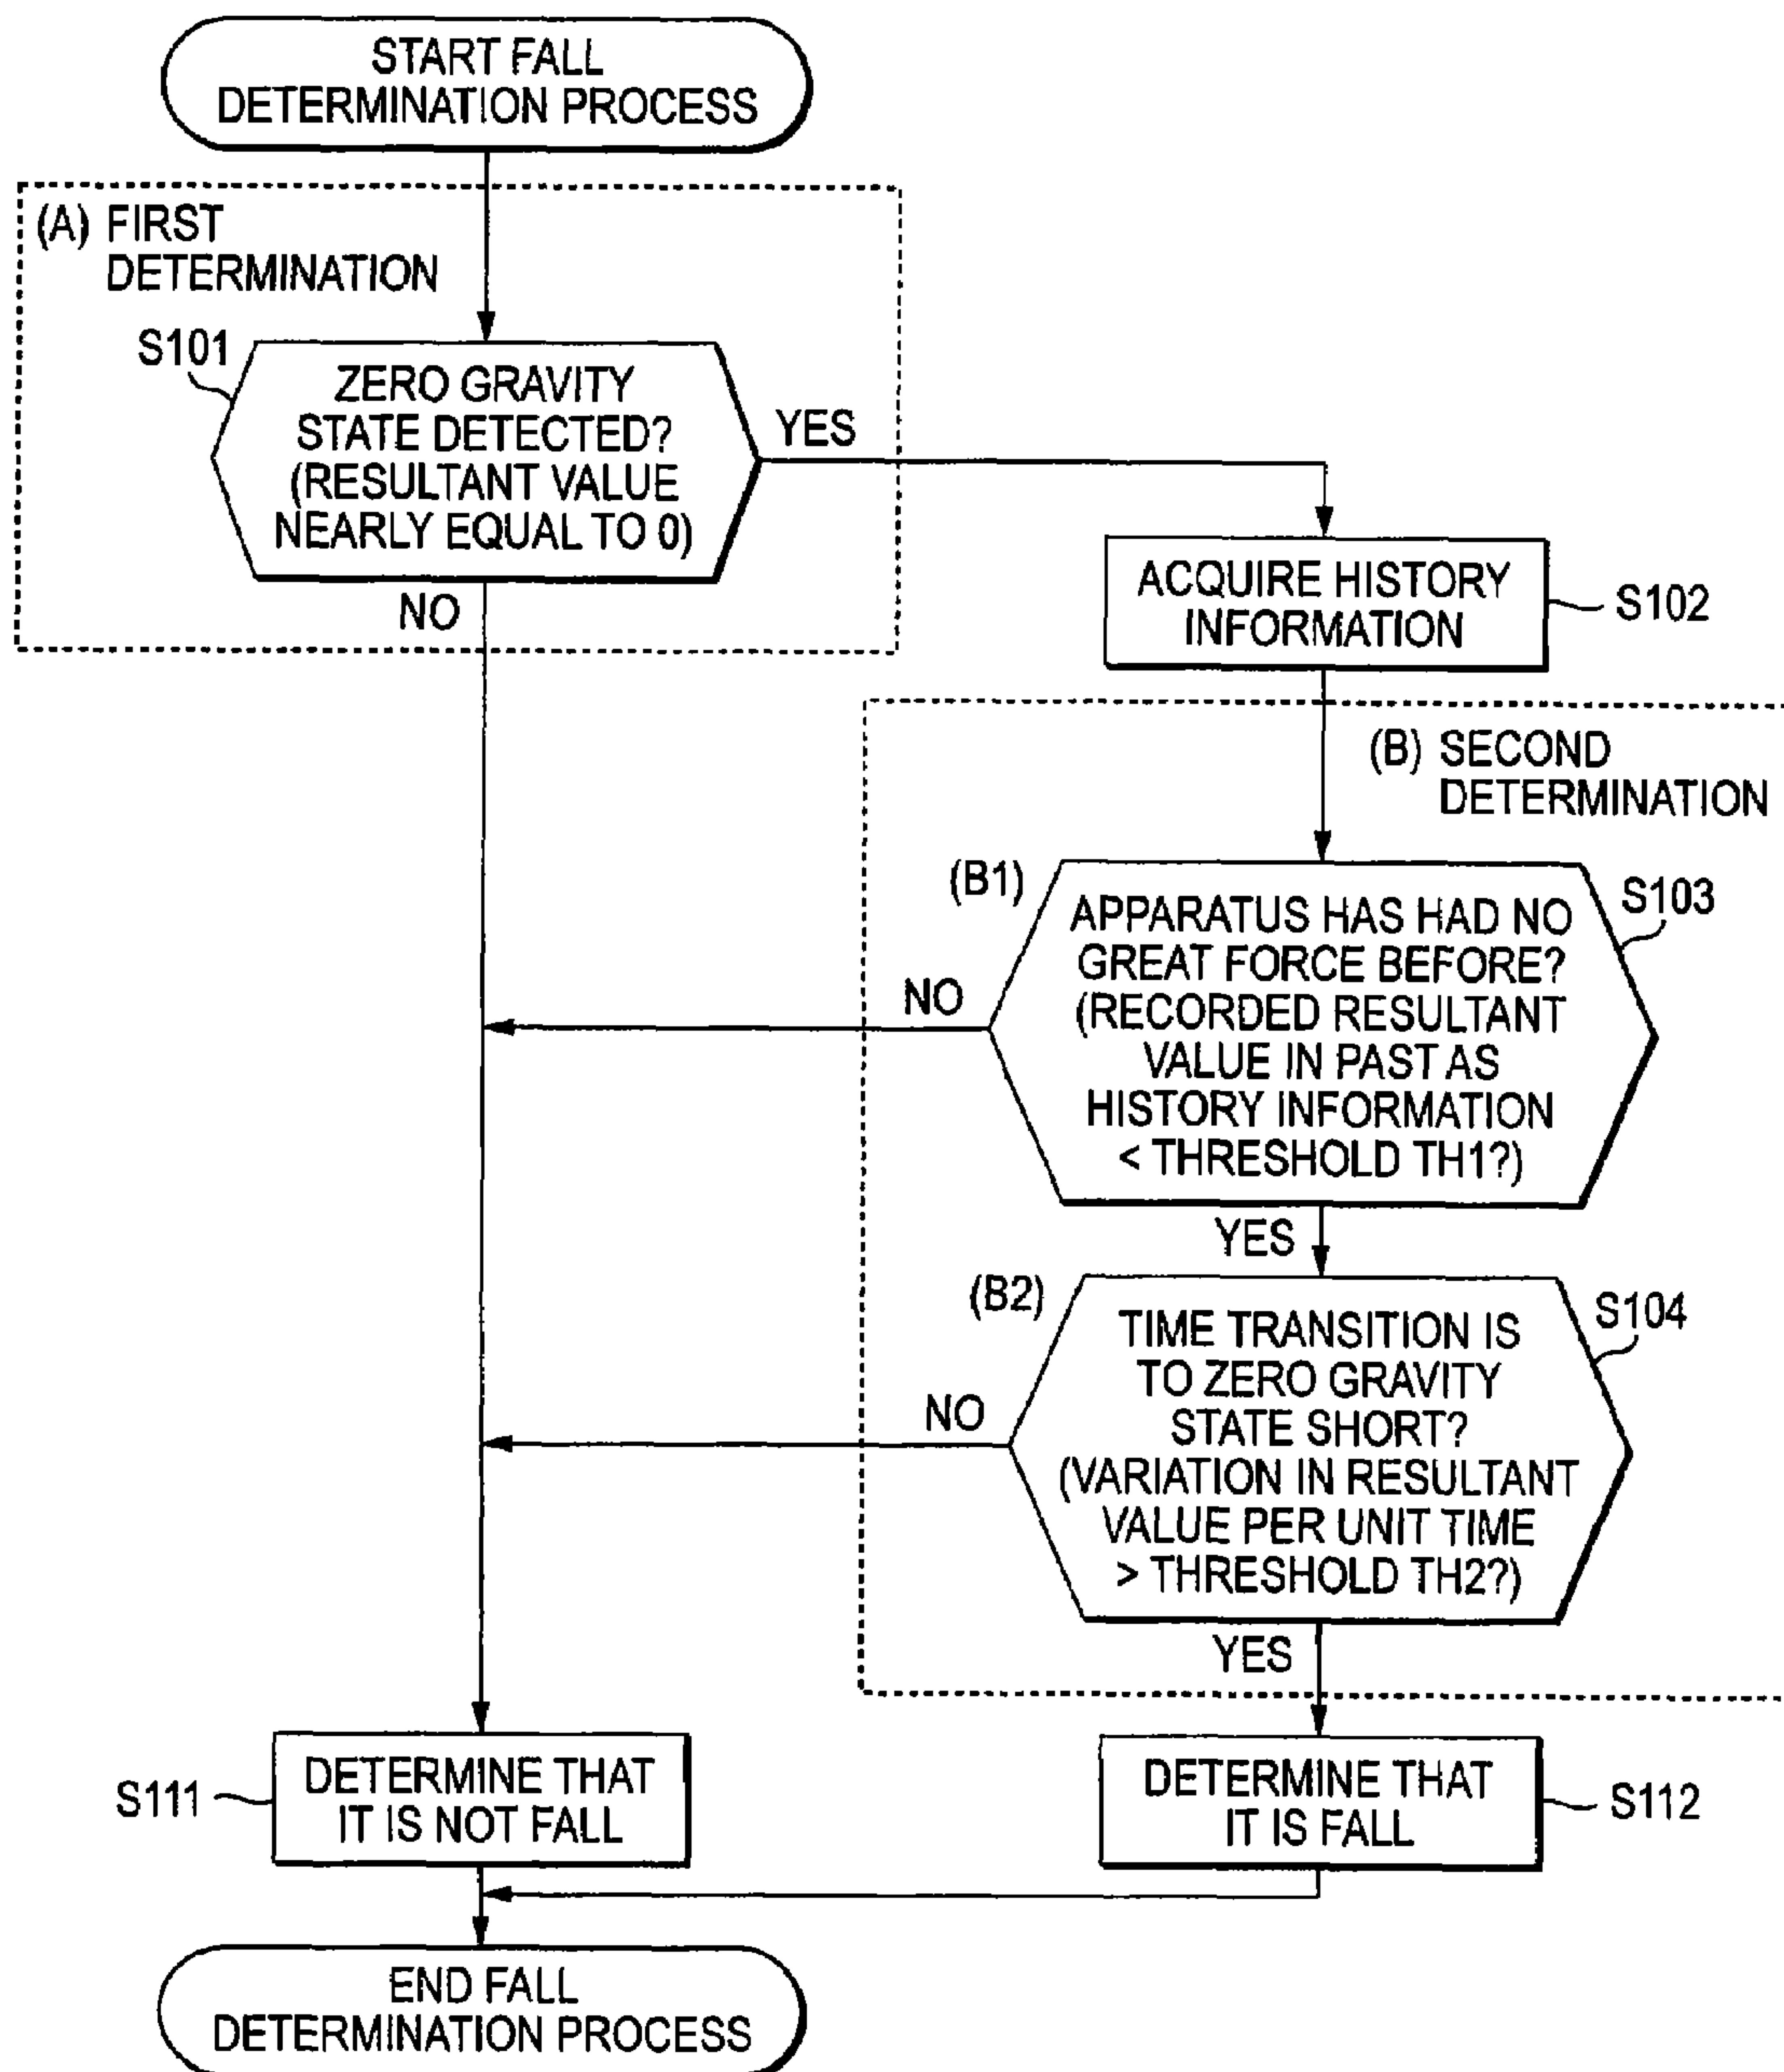 START FALL
DETERMINATION PROCESS
(A) FIRST
DETERMINATION
S101
ZERO GRAVITY
STATE DETECTED?
(RESULTANT VALUE
NEARLY EQUAL TO 0)
YES
NO
ACQUIRE HISTORY
INFORMATION
S102
(B) SECOND
DETERMINATION
(B1)
S103
APPARATUS HAS HAD NO
GREAT FORCE BEFORE?
(RECORDED RESULTANT
VALUE IN PAST AS
HISTORY INFORMATION
< THRESHOLD TH1?)
NO
YES
(B2)
S104
TIME TRANSITION IS
TO ZERO GRAVITY
STATE SHORT?
(VARIATION IN RESULTANT
VALUE PER UNIT TIME
> THRESHOLD TH2?)
NO
YES
S111
DETERMINE THAT
IT IS NOT FALL
DETERMINE THAT
IT IS FALL
S112
END FALL
DETERMINATION PROCESS